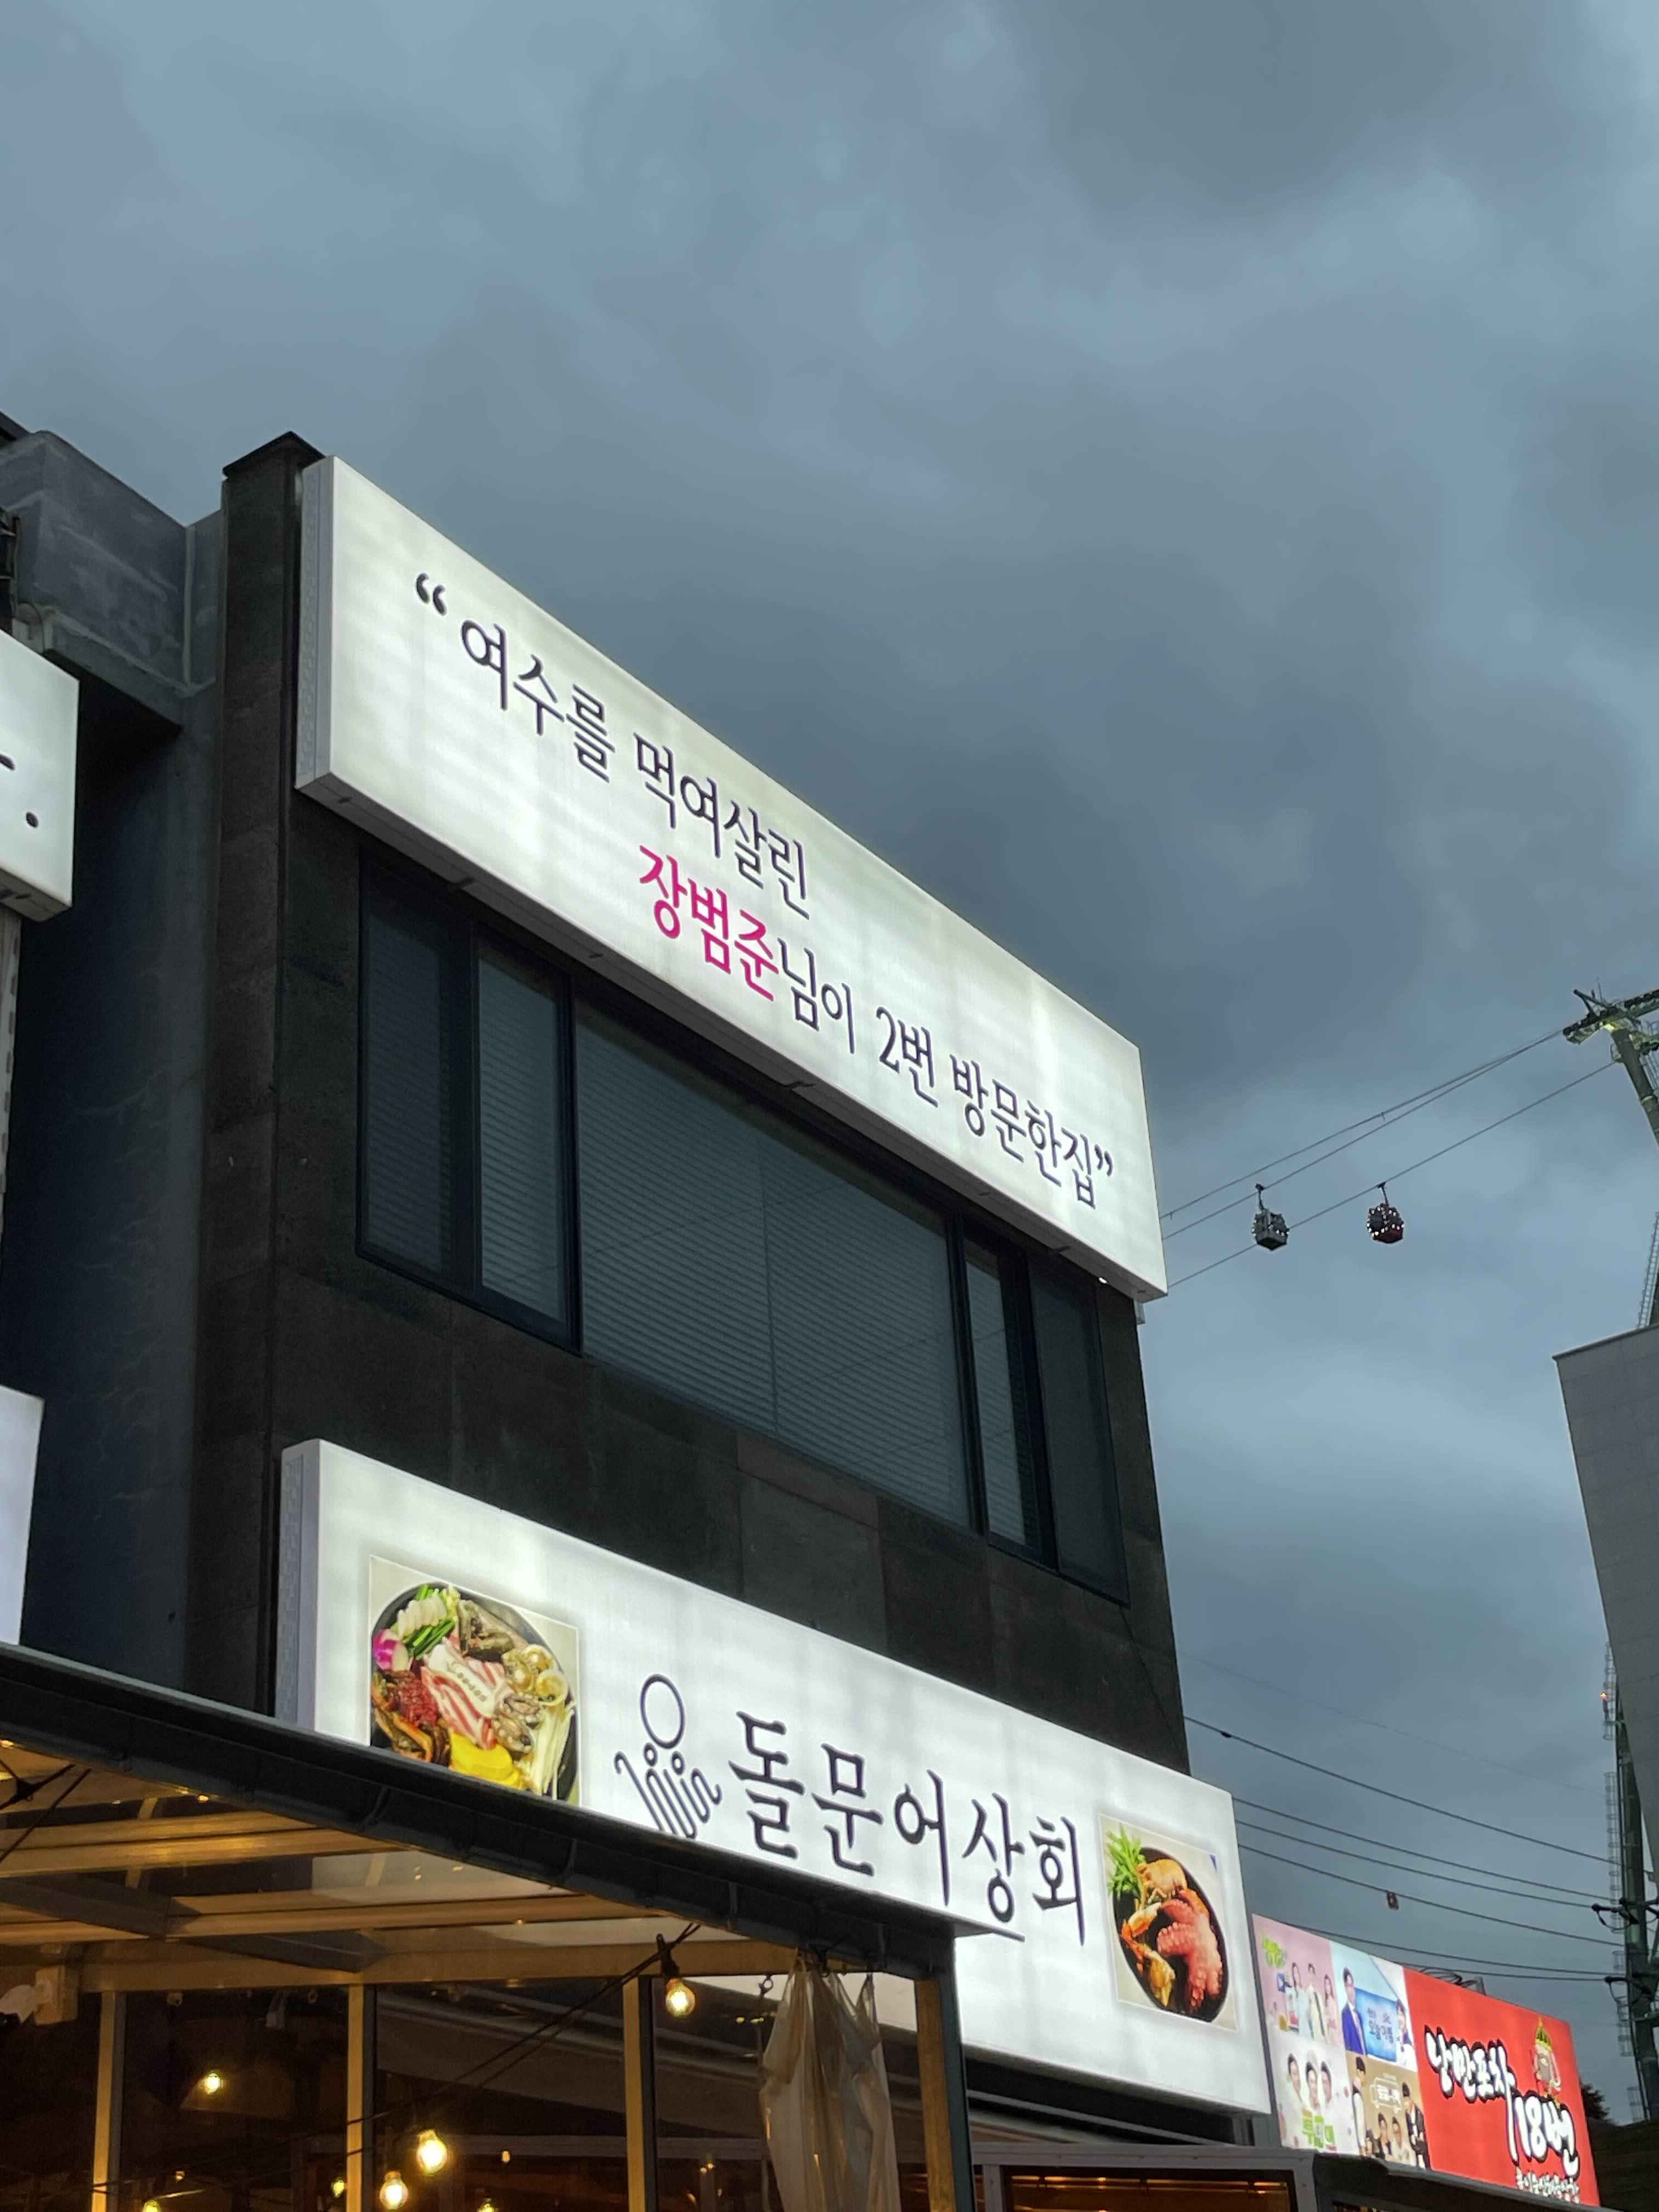 “여수를 먹여살린
장범준님이 2번 방문한집”
돌문어상회
낭만포차 18번